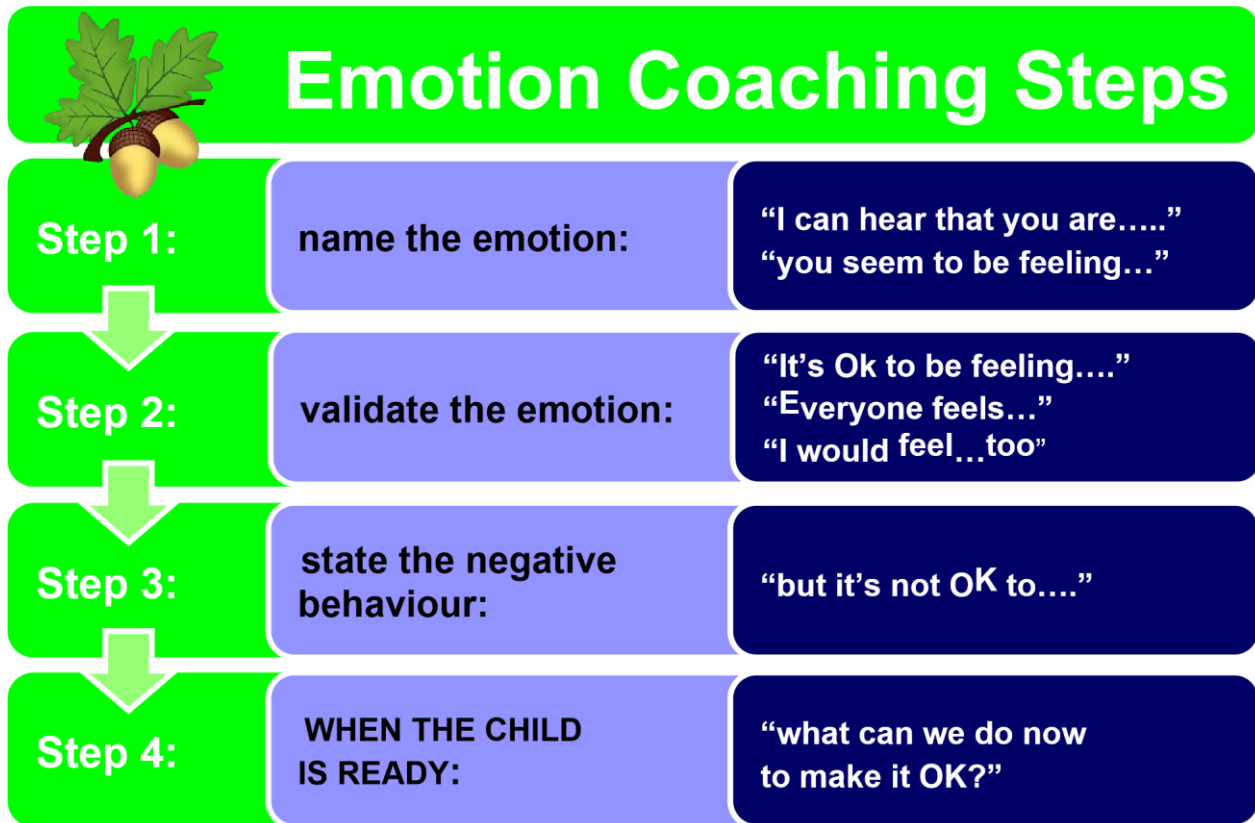 Emotion Coaching Steps
Step 1:
name the emotion:
“I can hear that you are.....”
“you seem to be feeling...”
Step 2:
validate the emotion:
“It’s Ok to be feeling....”
“Everyone feels...”
“I would feel...too”
Step 3:
state the negative
behaviour:
“but it’s not OK to....”
Step 4:
WHEN THE CHILD
IS READY:
“what can we do now
to make it OK?”